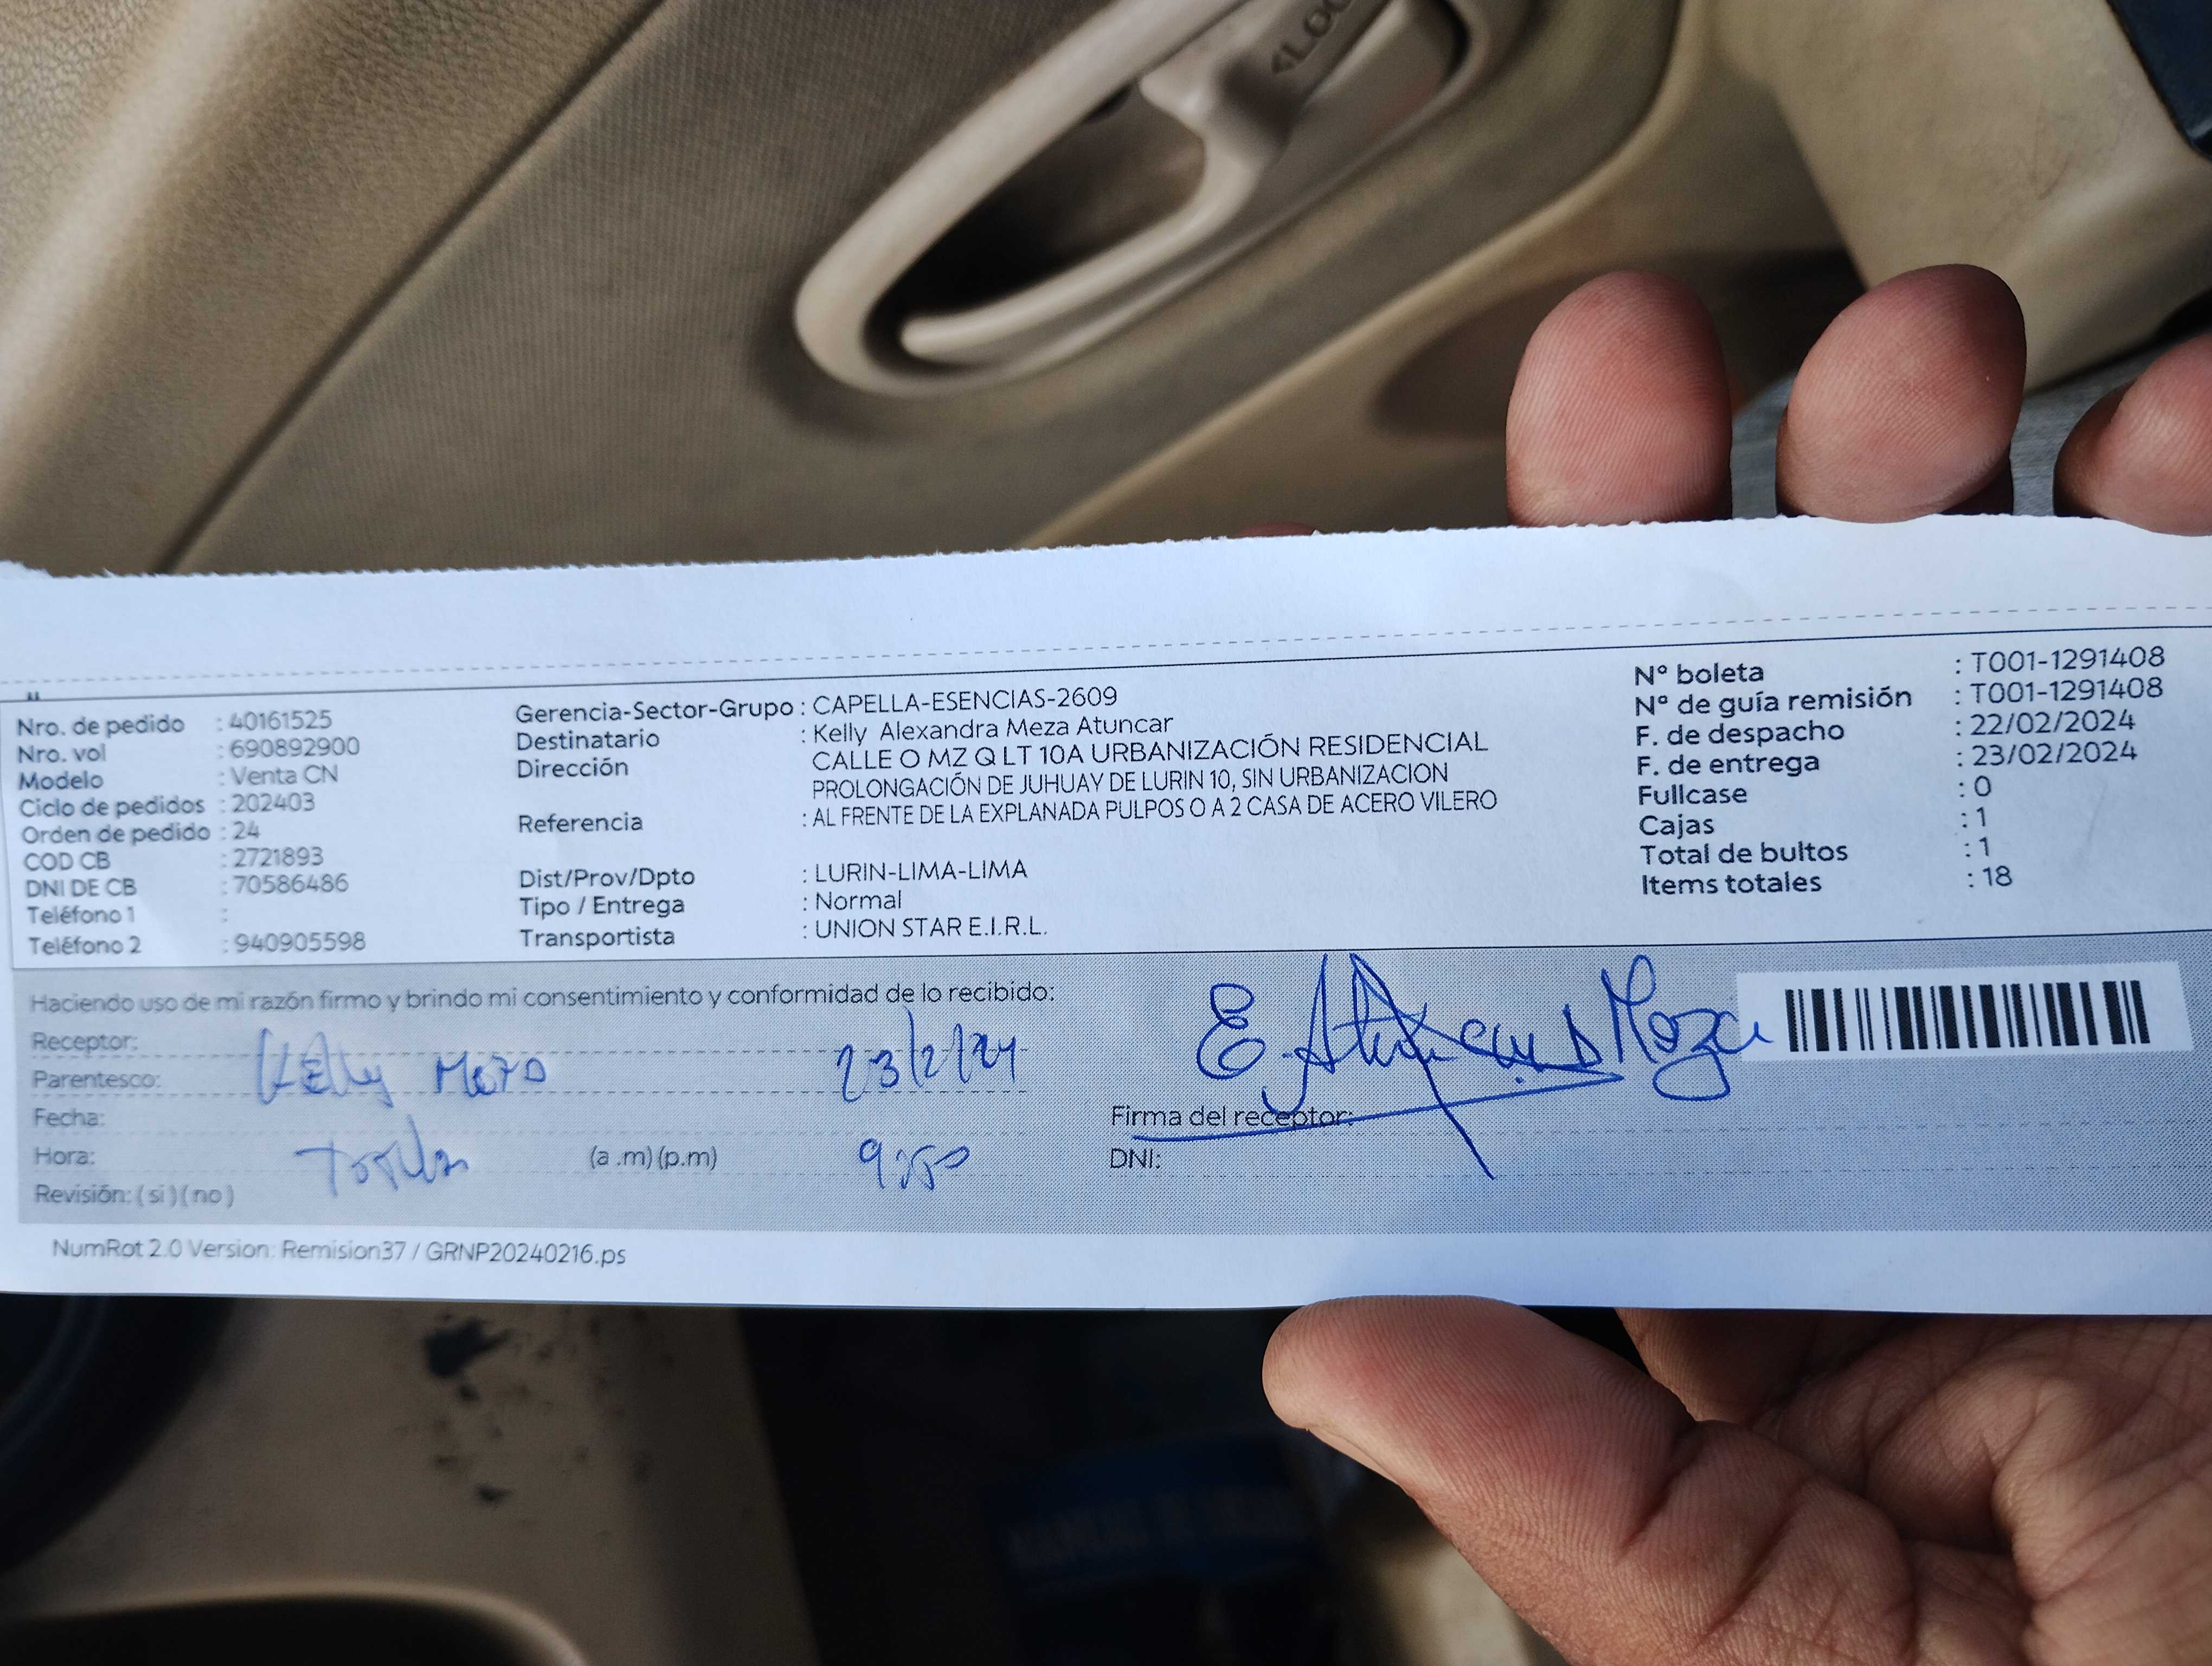 Nro. de pedido : 40161525
Nro. vol : 690892900
Modelo : Venta CN
Ciclo de pedidos : 202403
Orden de pedido : 24
COD CB : 2721893
DNI DE CB : 70586486
Teléfono 1 :
Teléfono 2 : 940905598
Gerencia-Sector-Grupo : CAPELLA-ESENCIAS-2609
Destinatario : Kelly Alexandra Meza Atuncar
Dirección CALLE O MZ Q LT 10A URBANIZACIÓN RESIDENCIAL
PROLONGACIÓN DE JUHUAY DE LURIN 10, SIN URBANIZACION
Referencia : AL FRENTE DE LA EXPLANADA PULPOS O A 2 CASA DE ACERO VILERO
Dist/Prov/Dpto : LURIN-LIMA-LIMA
Tipo / Entrega : Normal
Transportista : UNION STAR E.I.R.L.
Nº boleta : T001-1291408
Nº de guía remisión : T001-1291408
F. de despacho : 22/02/2024
F. de entrega : 23/02/2024
Fullcase : 0
Cajas : 1
Total de bultos : 1
Items totales : 18
Haciendo uso de mi razón firmo y brindo mi consentimiento y conformidad de lo recibido:
Receptor:
Parentesco: Kelly Meza 23/2/24
Fecha:
Hora: (a .m) (p.m)
Revisión: ( si ) ( no )
E. Atuncar Meza
Firma del receptor:
DNI:
NumRot 2.0 Version: Remision37 / GRNP20240216.ps